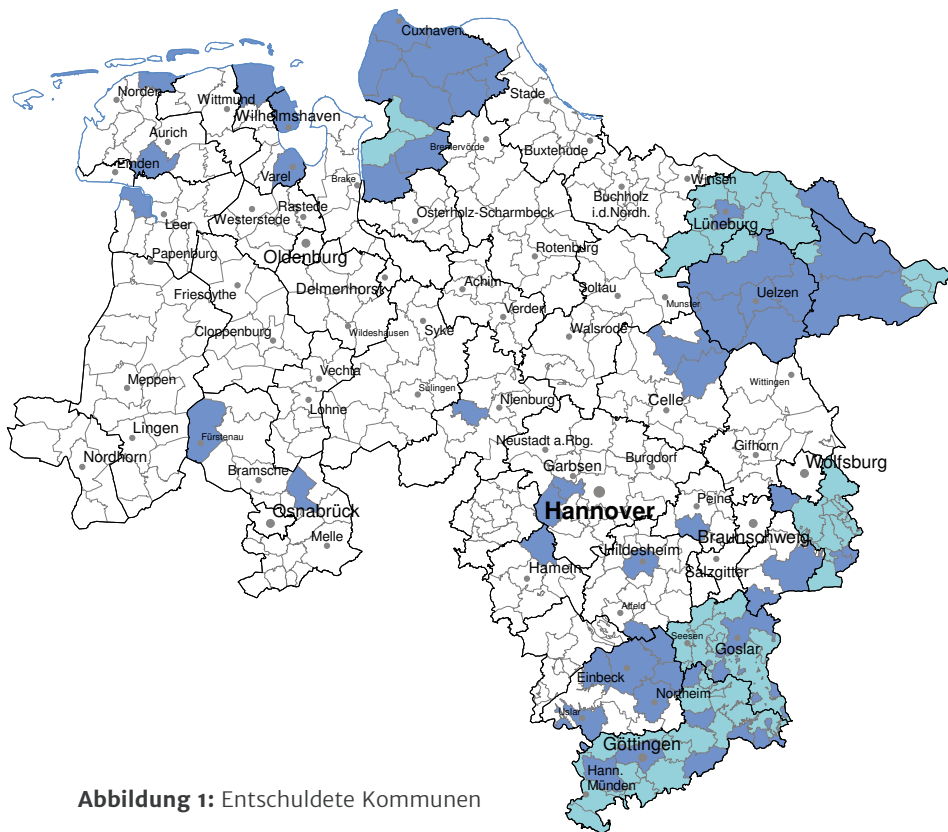 Cuxhaven
Norden
Wittmund
Stade
Wilhelmshaven
Aurich
Bremervörde
Buxtehude
Emden
Varel
Brake
Winsen
Buchholz
i.d.Nordh.
Rastede
Westerstede
Osterholz-Scharmbeck
Lüneburg
Leer
Oldenburg
Rotenburg
Papenburg
Delmenhorst
Achim
Soltau
Friesoythe
Munster
Uelzen
Verden
Cloppenburg
Wildeshausen
Syke
Walsrode
Vechta
Meppen
Sulingen
Wittingen
Lohne
Nienburg
Celle
Lingen
Fürstenau
Neustadt a.Rbg.
Gifhorn
Nordhorn
Bramsche
Garbsen
Burgdorf
Wolfsburg
Osnabrück
Hannover
Peine
Melle
Braunschweig
Hildesheim
Hameln
Salzgitter
Alfeld
Seesen
Goslar
Einbeck
Northeim
Uslar
Göttingen
Hann.
Münden
Abbildung 1: Entschuldete Kommunen